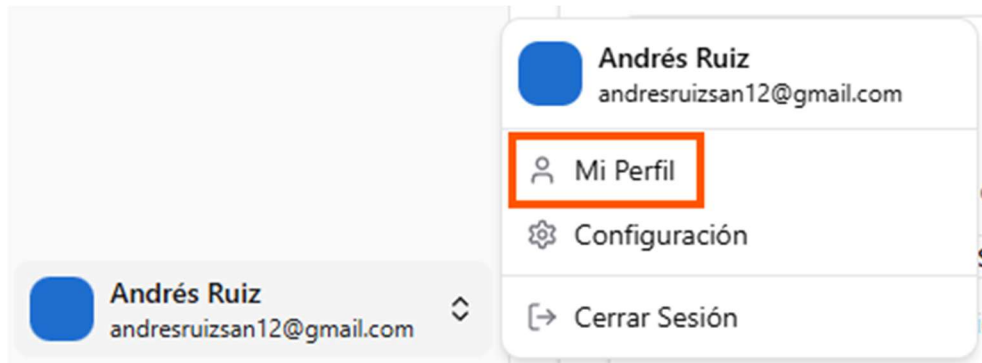 Andrés Ruiz
andresruizsan12@gmail.com
Mi Perfil
Configuración
Cerrar Sesión
Andrés Ruiz
andresruizsan12@gmail.com